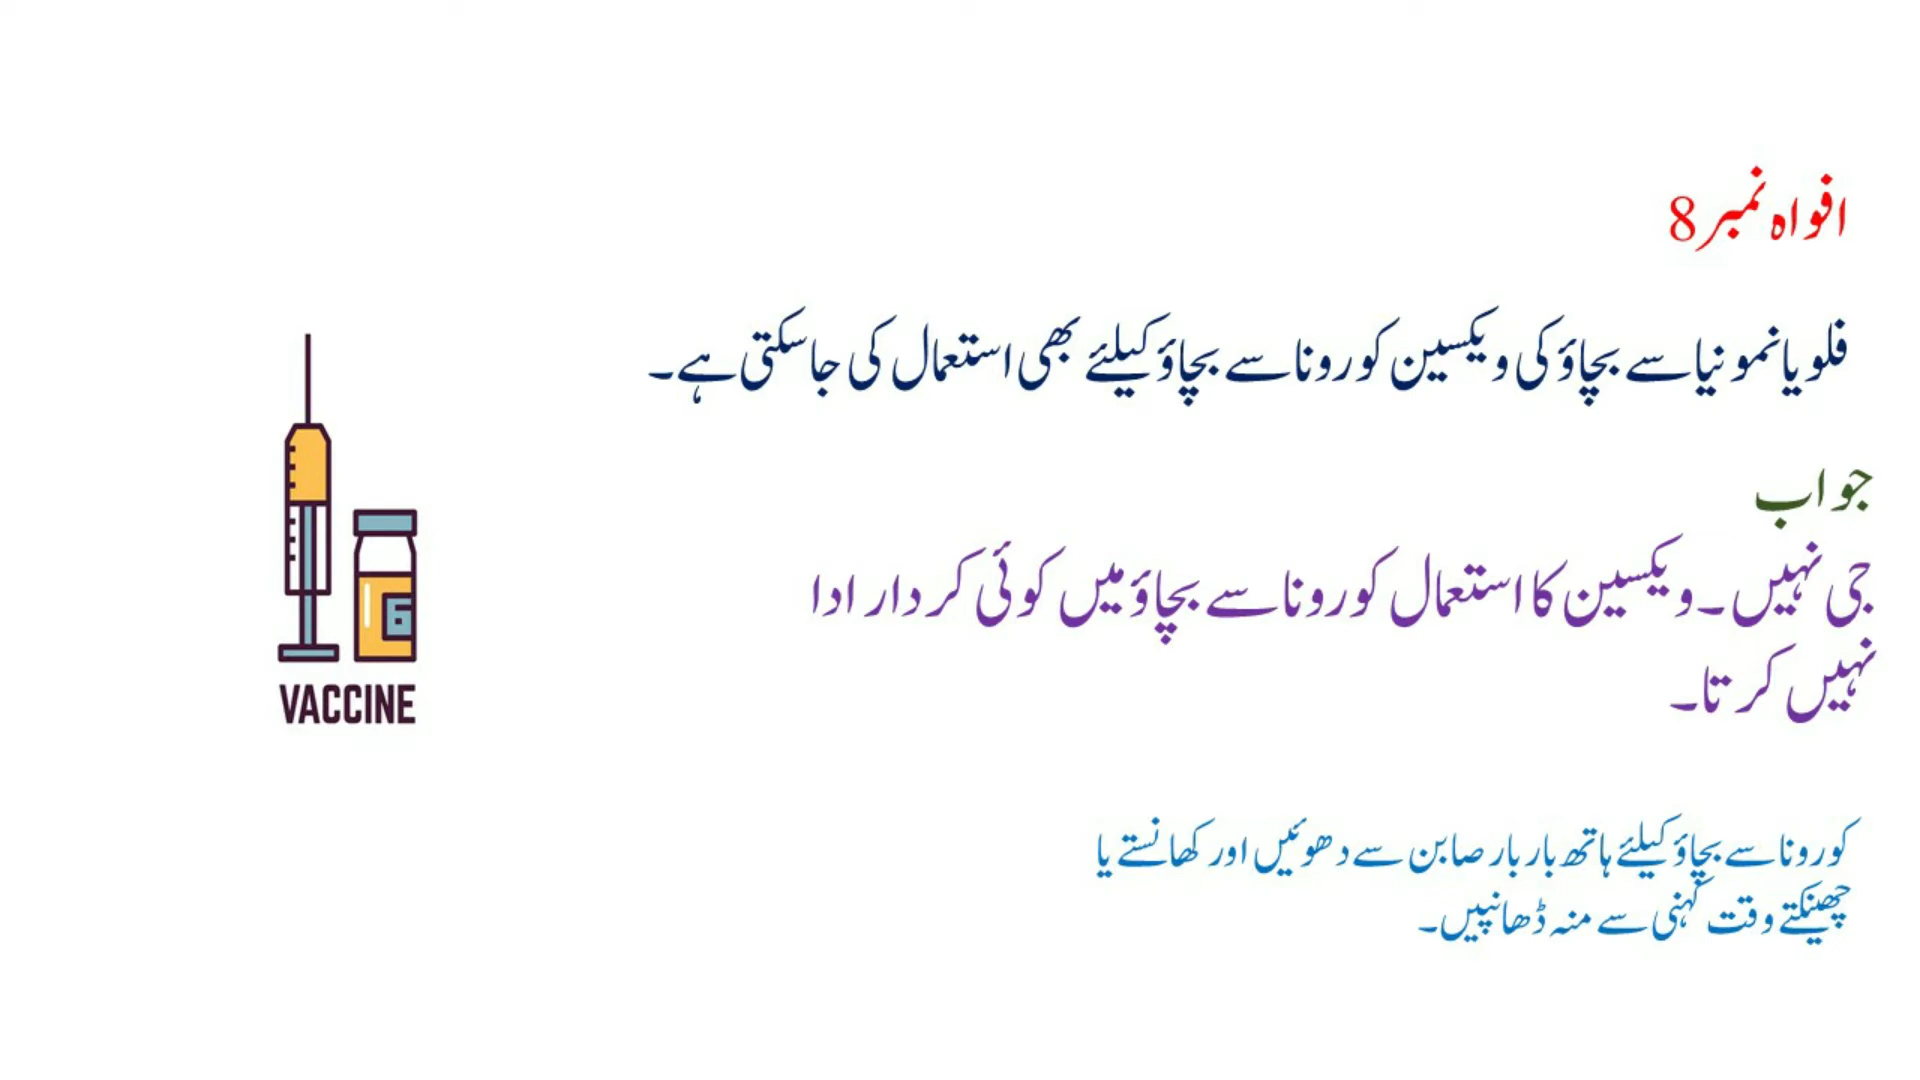 افواہ نمبر 8
فلو یا نمونیا سے بچاؤ کی ویکسین کورونا سے بچاؤ کیلئے بھی استعمال کی جا سکتی ہے۔
جواب
جی نہیں۔ ویکسین کا استعمال کورونا سے بچاؤ میں کوئی کردار ادا
نہیں کرتا۔
VACCINE
کورونا سے بچاؤ کیلئے ہاتھ بار بار صابن سے دھوئیں اور کھانستے یا
چھینکتے وقت کہنی سے منہ ڈھانپیں۔